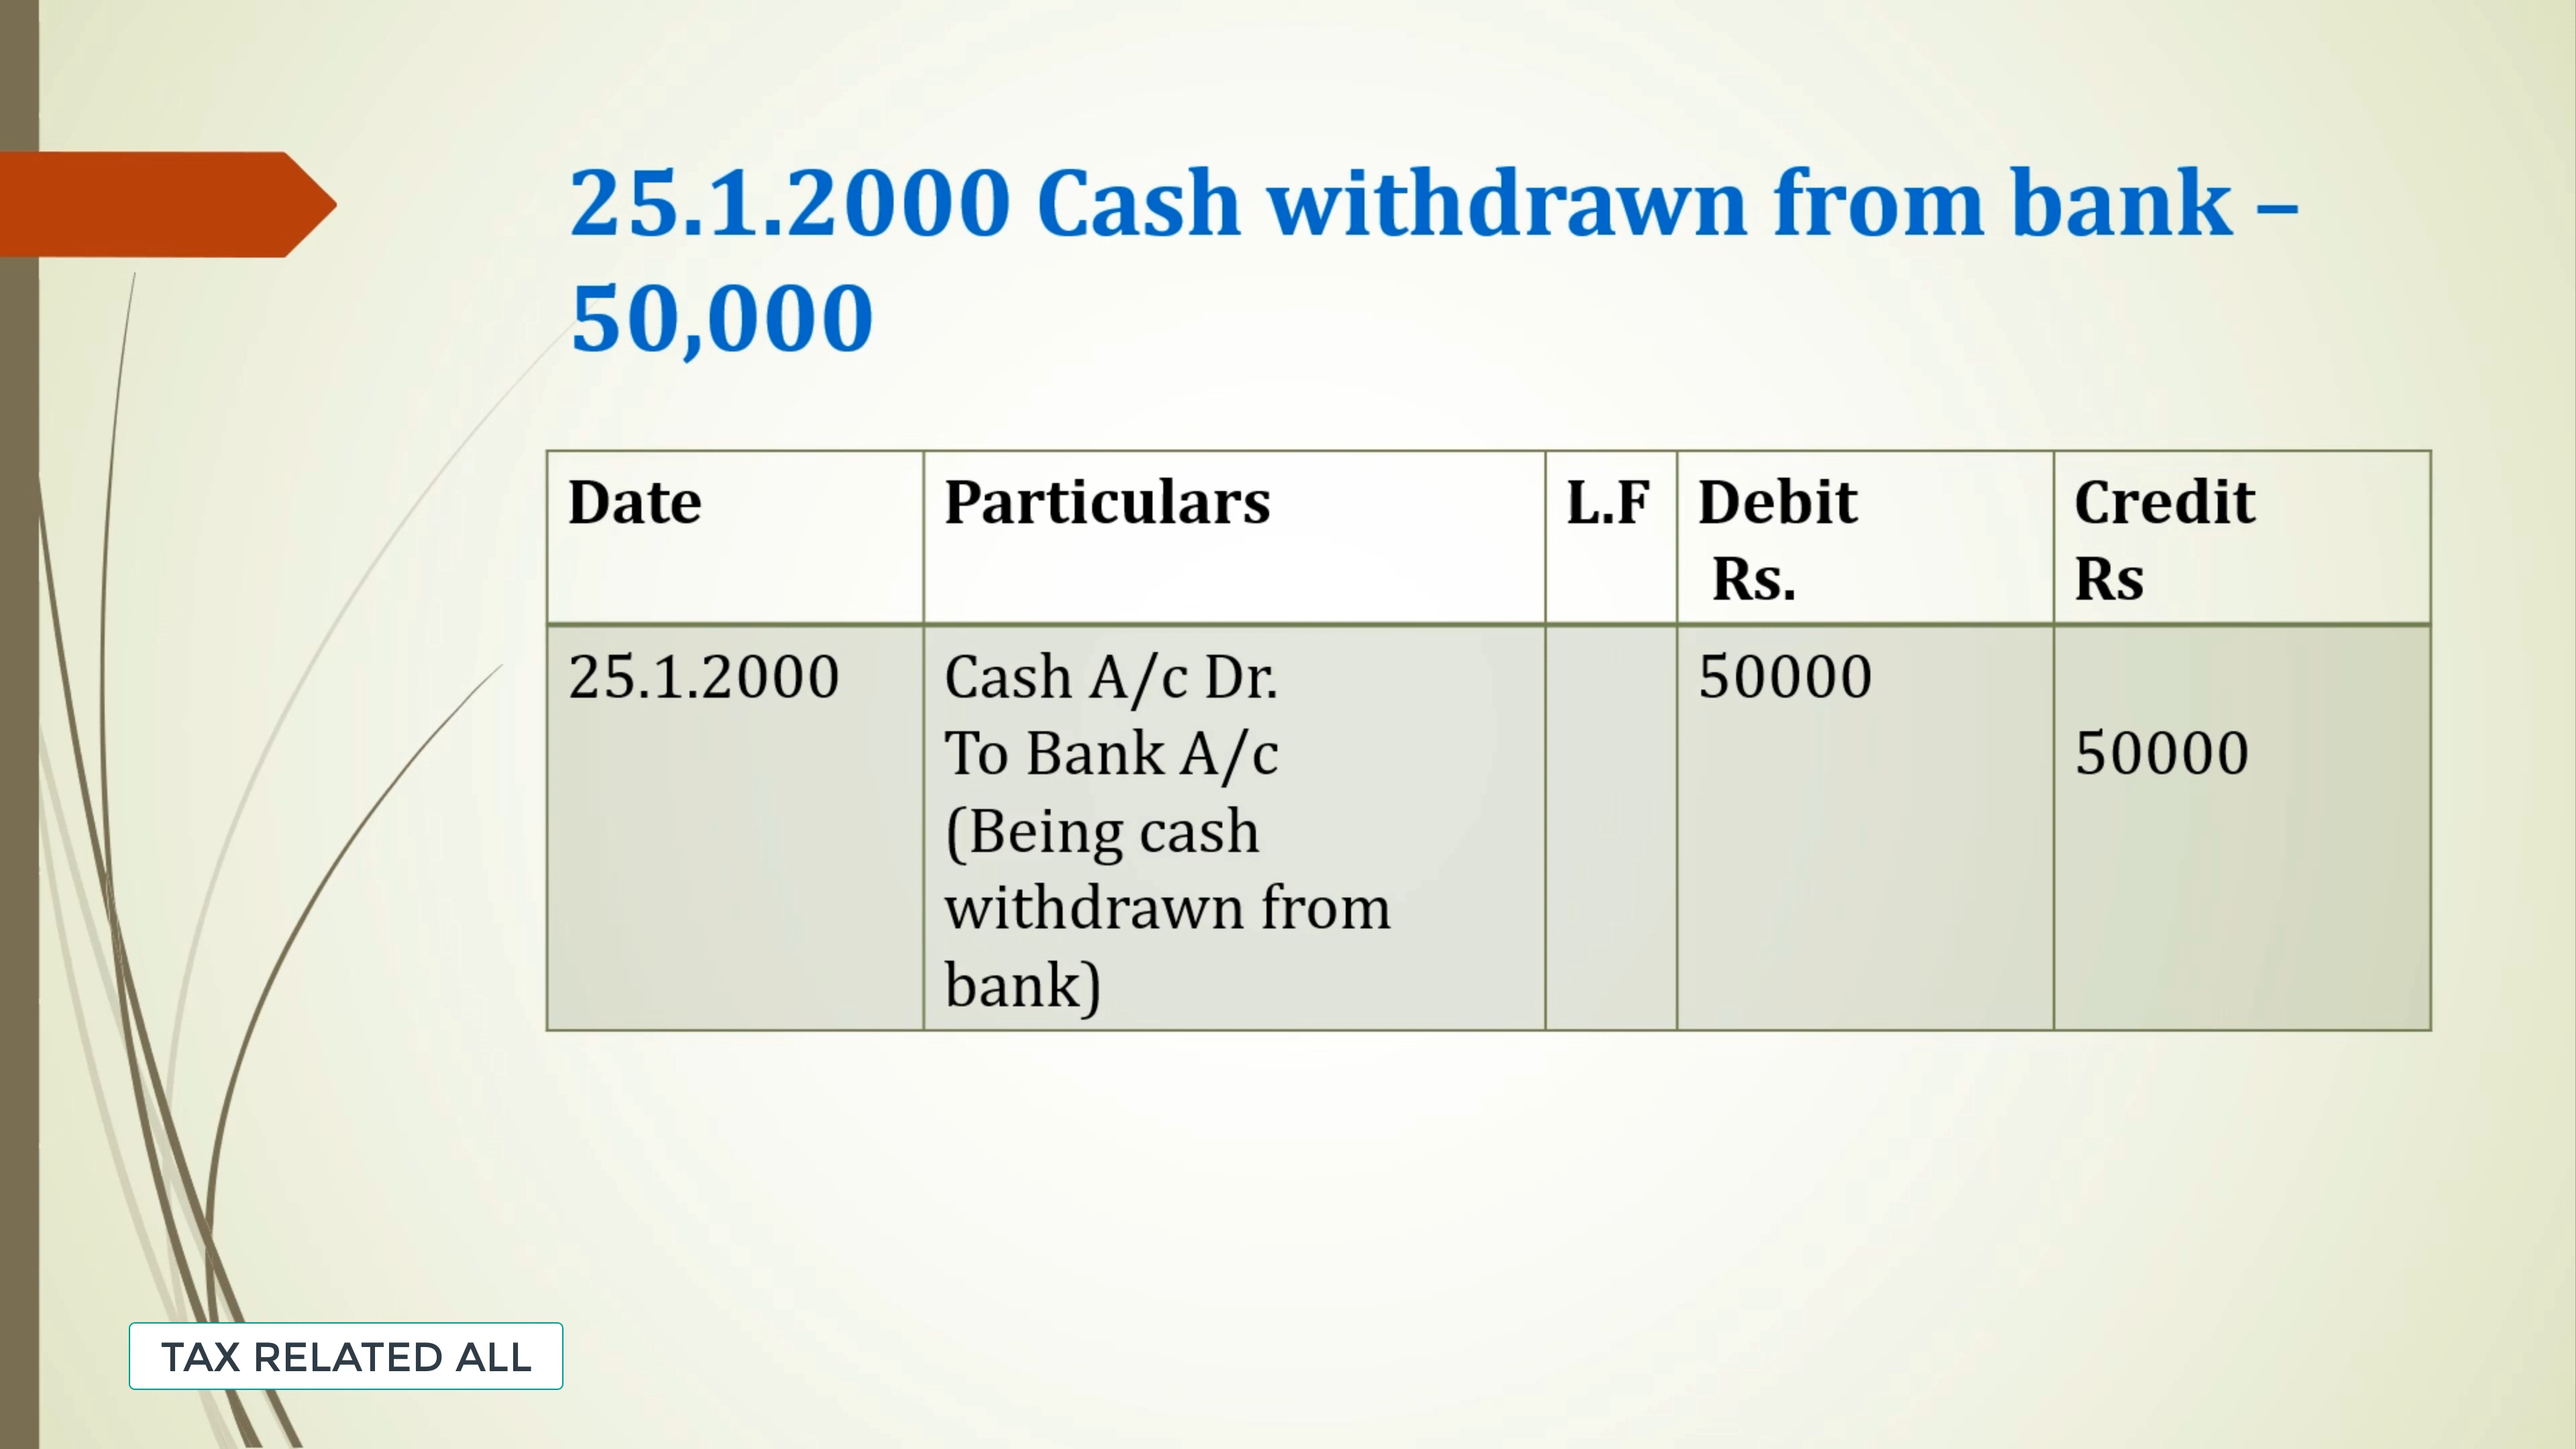 25.1.2000 Cash withdrawn from bank –
50,000
Date Particulars L.F Debit Credit
Rs. Rs
25.1.2000 Cash A/c Dr. 50000
To Bank A/c 50000
(Being cash
withdrawn from
bank)
TAX RELATED ALL